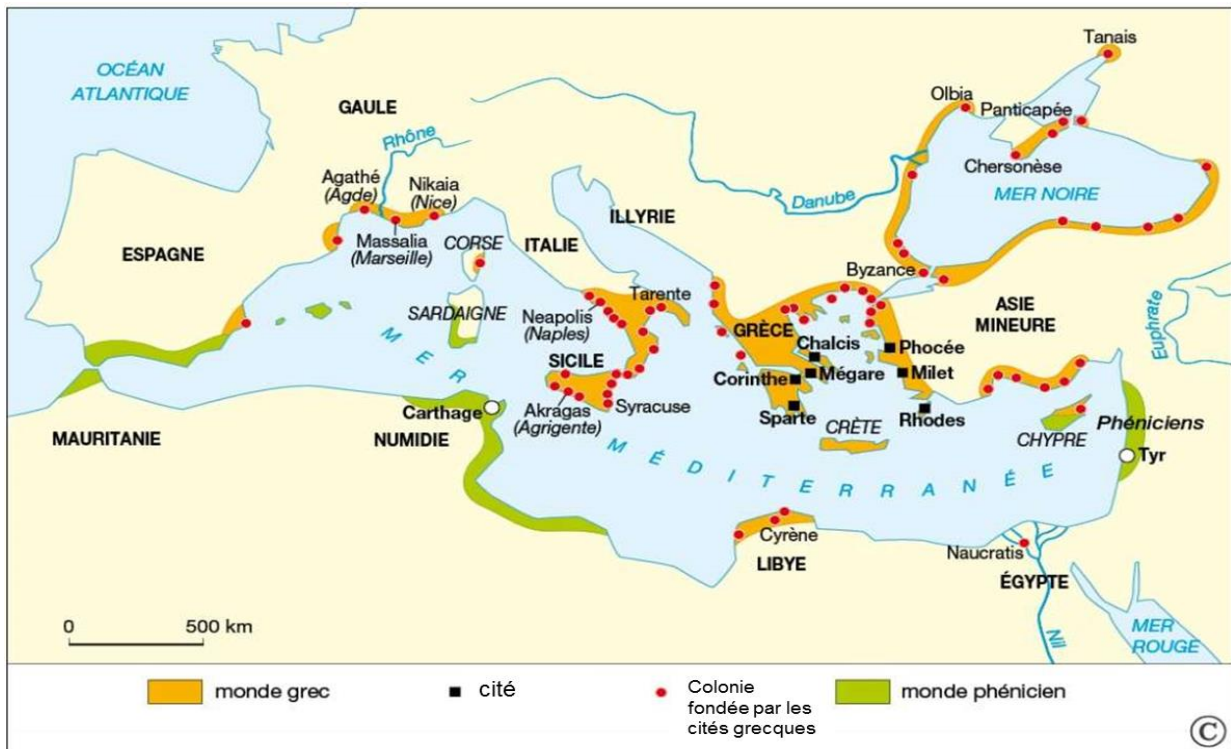 OCÉAN
ATLANTIQUE
GAULE
Rhône
Agathé
(Agde)
Nikaia
(Nice)
Massalia
(Marseille)
ESPAGNE
CORSE
ITALIE
ILLYRIE
SARDAIGNE
Neapolis
(Naples)
Tarente
SICILE
Akragas
(Agrigente)
Syracuse
Carthage
MAURITANIE
NUMIDIE
Tanais
Olbia
Panticapée
Chersonèse
MER NOIRE
Danube
Byzance
ASIE
MINEURE
Euphrate
GRÈCE
Chalcis
Phocée
Corinthe
Mégare
Milet
Sparte
Rhodes
CRÈTE
CHYPRE
Phéniciens
Tyr
MER
MÉDITERRANÉE
Cyrène
LIBYE
Naucratis
ÉGYPTE
Nil
MER
ROUGE
0 500 km
monde grec
cité
Colonie
fondée par les
cités grecques
monde phénicien
©